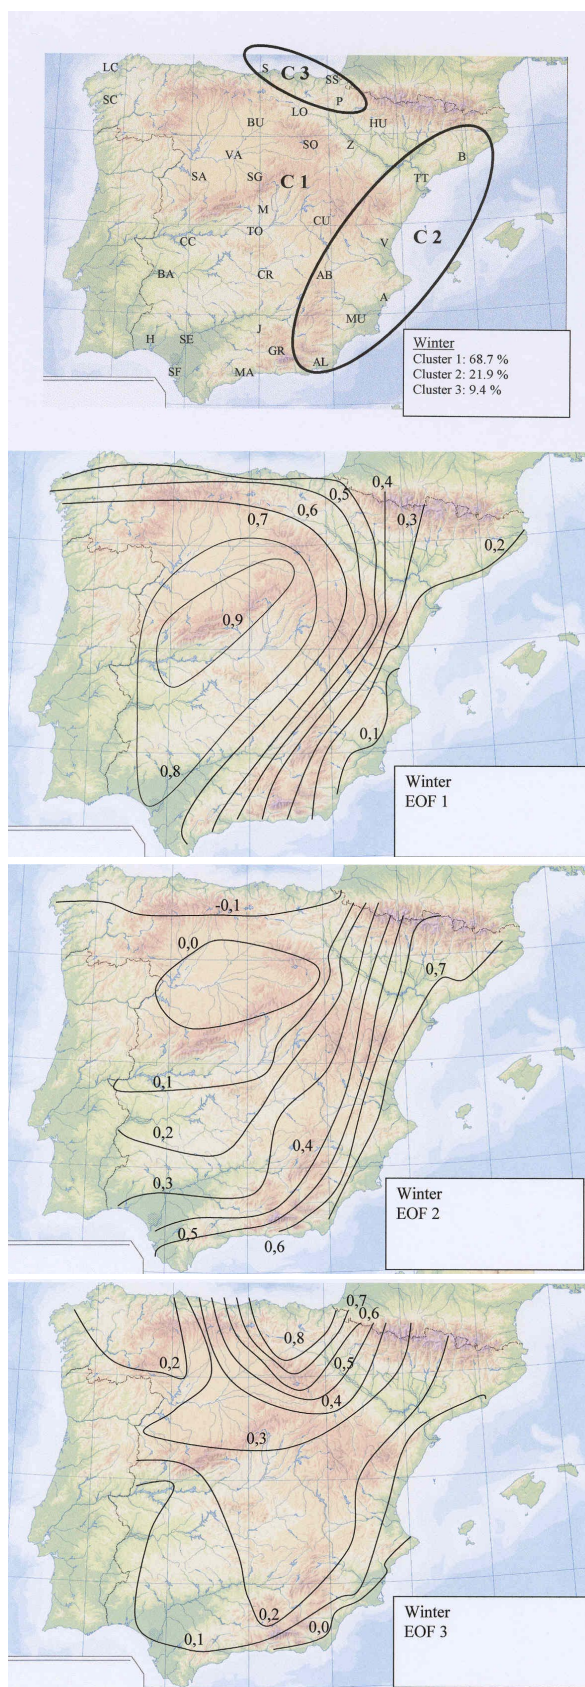 LC
S
C 3
SS
SC
P
LO
BU
HU
SO
Z
VA
B
SA
SG
C 1
TT
M
CU
TO
C 2
CC
V
BA
CR
AB
A
MU
J
H
SE
GR
SF
MA
AL
Winter
Cluster 1: 68.7 %
Cluster 2: 21.9 %
Cluster 3: 9.4 %
0,4
0,5
0,3
0,6
0,7
0,2
0,9
0,1
0,8
Winter
EOF 1
-0,1
0,0
0,7
0,1
0,2
0,4
0,3
0,5
0,6
Winter
EOF 2
0,7
0,6
0,8
0,2
0,5
0,4
0,3
0,2
0,0
0,1
Winter
EOF 3